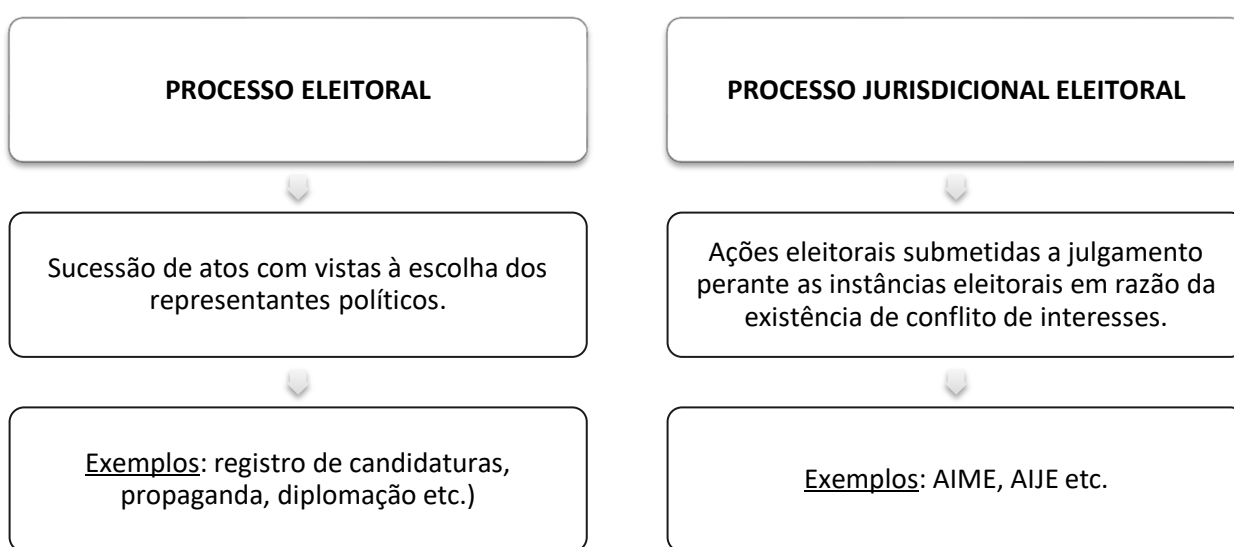 PROCESSO ELEITORAL
Sucessão de atos com vistas à escolha dos
representantes políticos.
Exemplos: registro de candidaturas,
propaganda, diplomação etc.)
PROCESSO JURISDICIONAL ELEITORAL
Ações eleitorais submetidas a julgamento
perante as instâncias eleitorais em razão da
existência de conflito de interesses.
Exemplos: AIME, AIJE etc.